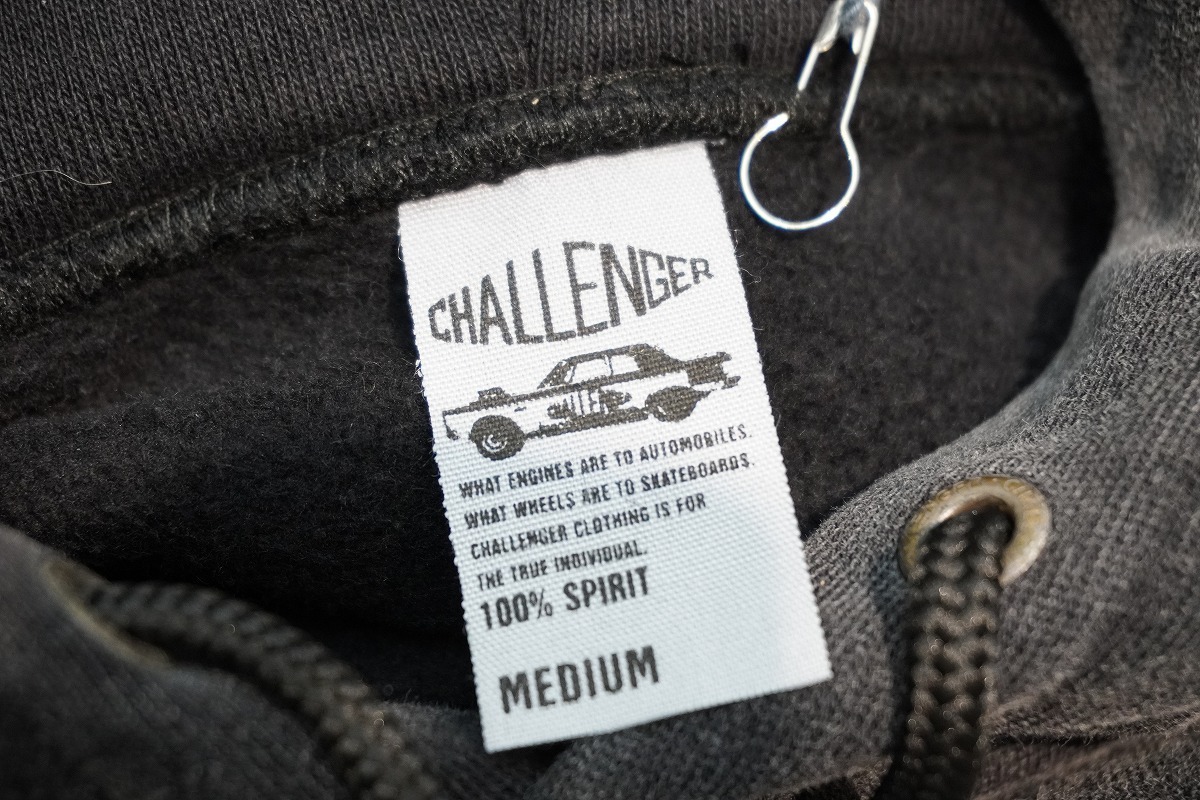 CHALLENGER
WHAT ENGINES ARE TO AUTOMOBILES.
WHAT WHEELS ARE TO SKATEBOARDS.
CHALLENGER CLOTHING IS FOR
THE TRUE INDIVIDUAL.
100% SPIRIT
MEDIUM